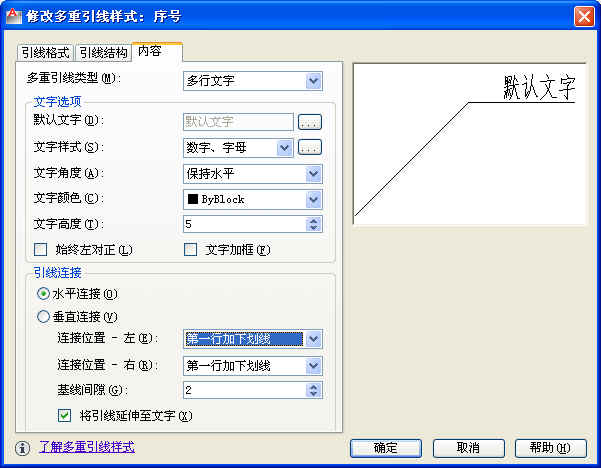 修改多重引线样式: 序号
引线格式 引线结构 内容
多重引线类型(M): 多行文字
文字选项
默认文字(D): 默认文字 ...
文字样式(S): 数字、字母 ...
文字角度(A): 保持水平
文字颜色(C): ByBlock
文字高度(T): 5
始终左对正(L) 文字加框(F)
引线连接
水平连接(O)
垂直连接(V)
连接位置 - 左(E): 第一行加下划线
连接位置 - 右(R): 第一行加下划线
基线间隙(G): 2
将引线延伸至文字(X)
默认文字
了解多重引线样式
确定 取消 帮助(H)